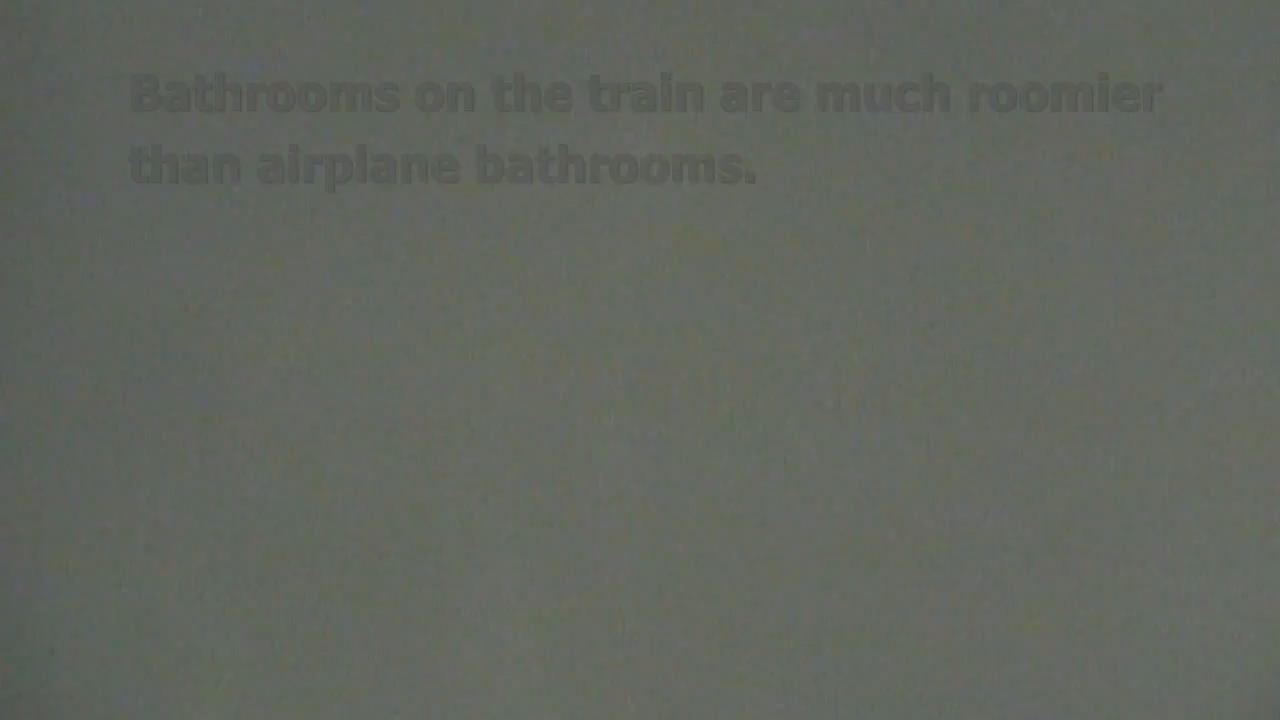 Bathrooms on the train are much roomier
than airplane bathrooms.